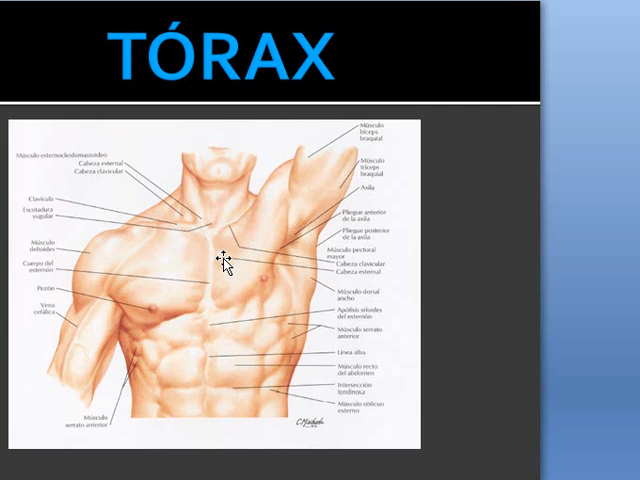 TÓRAX
Músculo esternocleidomastoideo
Cabeza esternal
Cabeza clavicular
Clavícula
Escotadura
yugular
Músculo
deltoides
Cuerpo del
esternón
Pezón
Vena
cefálica
Músculo
serrato anterior
Músculo
bíceps
braquial
Músculo
tríceps
braquial
Axila
Pliegue anterior
de la axila
Pliegue posterior
de la axila
Músculo pectoral
mayor
Cabeza clavicular
Cabeza esternal
Músculo dorsal
ancho
Apófisis xifoides
del esternón
Músculo serrato
anterior
Línea alba
Músculo recto
del abdomen
Intersección
tendinosa
Músculo oblicuo
externo